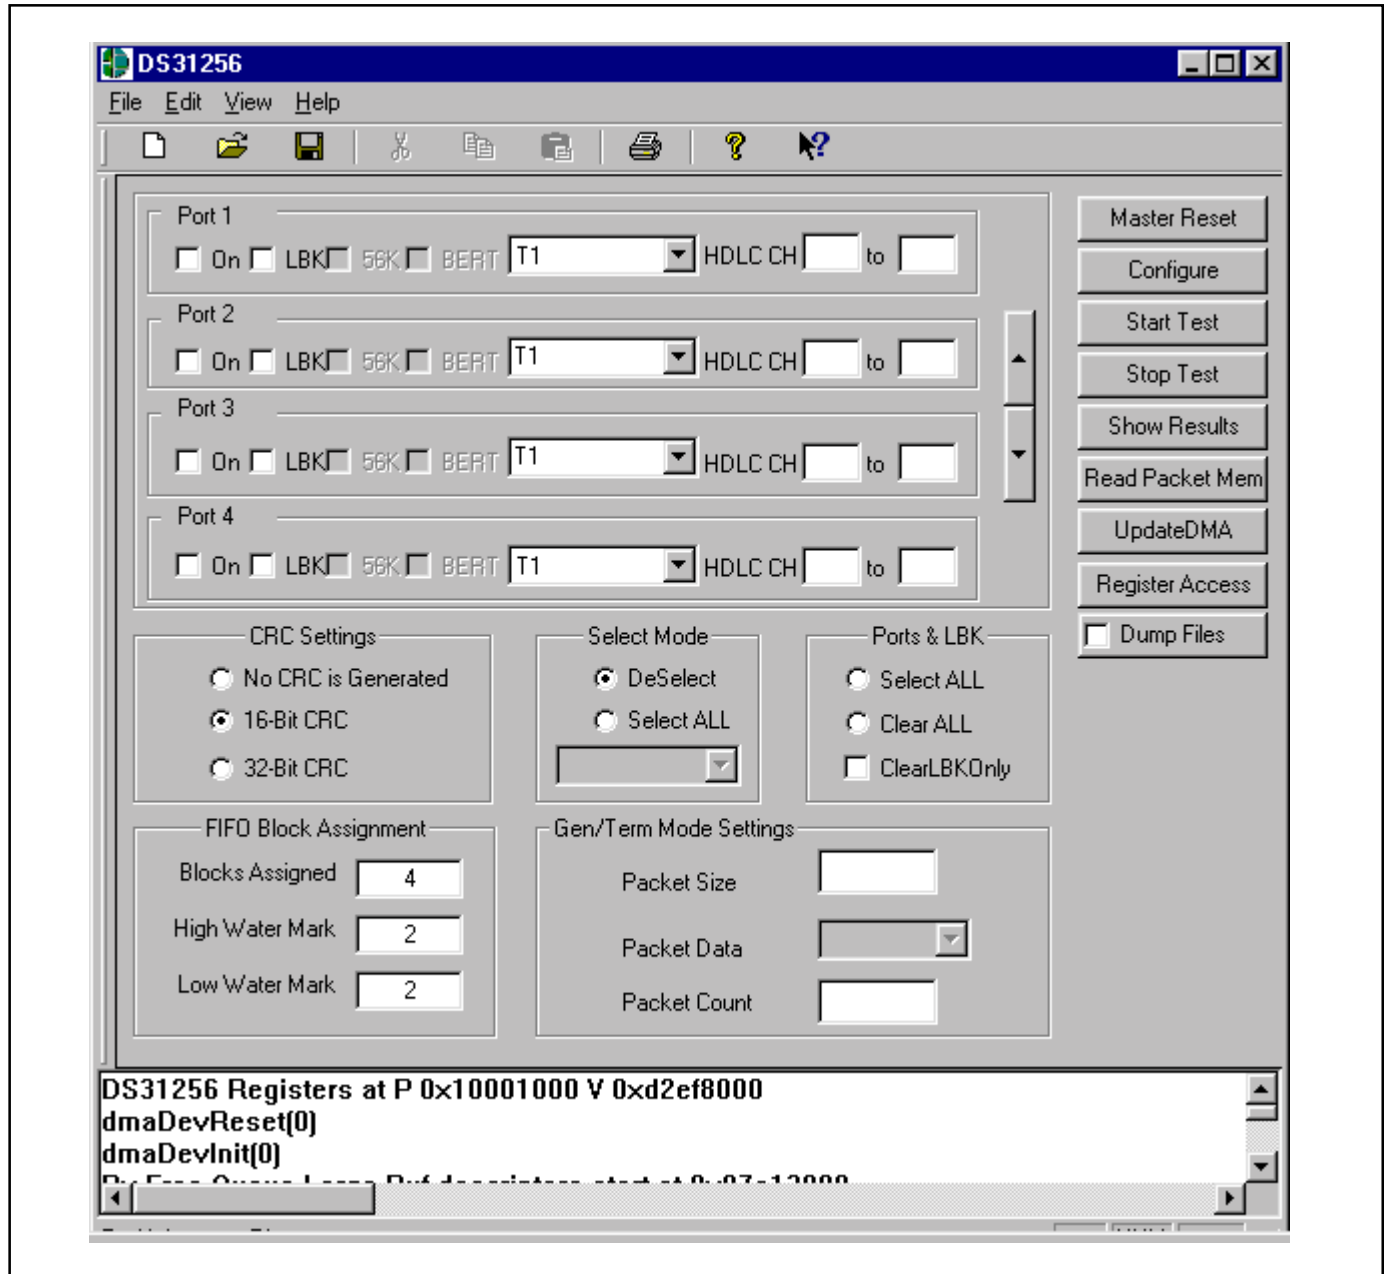 DS31256
File Edit View Help
Port 1
On LBK 56K BERT T1 HDLC CH to
Port 2
On LBK 56K BERT T1 HDLC CH to
Port 3
On LBK 56K BERT T1 HDLC CH to
Port 4
On LBK 56K BERT T1 HDLC CH to
Master Reset
Configure
Start Test
Stop Test
Show Results
Read Packet Mem
UpdateDMA
Register Access
Dump Files
CRC Settings
No CRC is Generated
16-Bit CRC
32-Bit CRC
Select Mode
DeSelect
Select ALL
Ports & LBK
Select ALL
Clear ALL
ClearLBKOnly
FIFO Block Assignment
Blocks Assigned 4
High Water Mark 2
Low Water Mark 2
Gen/Term Mode Settings
Packet Size
Packet Data
Packet Count
DS31256 Registers at P 0x10001000 V 0xd2ef8000
dmaDevReset(0)
dmaDevInit(0)